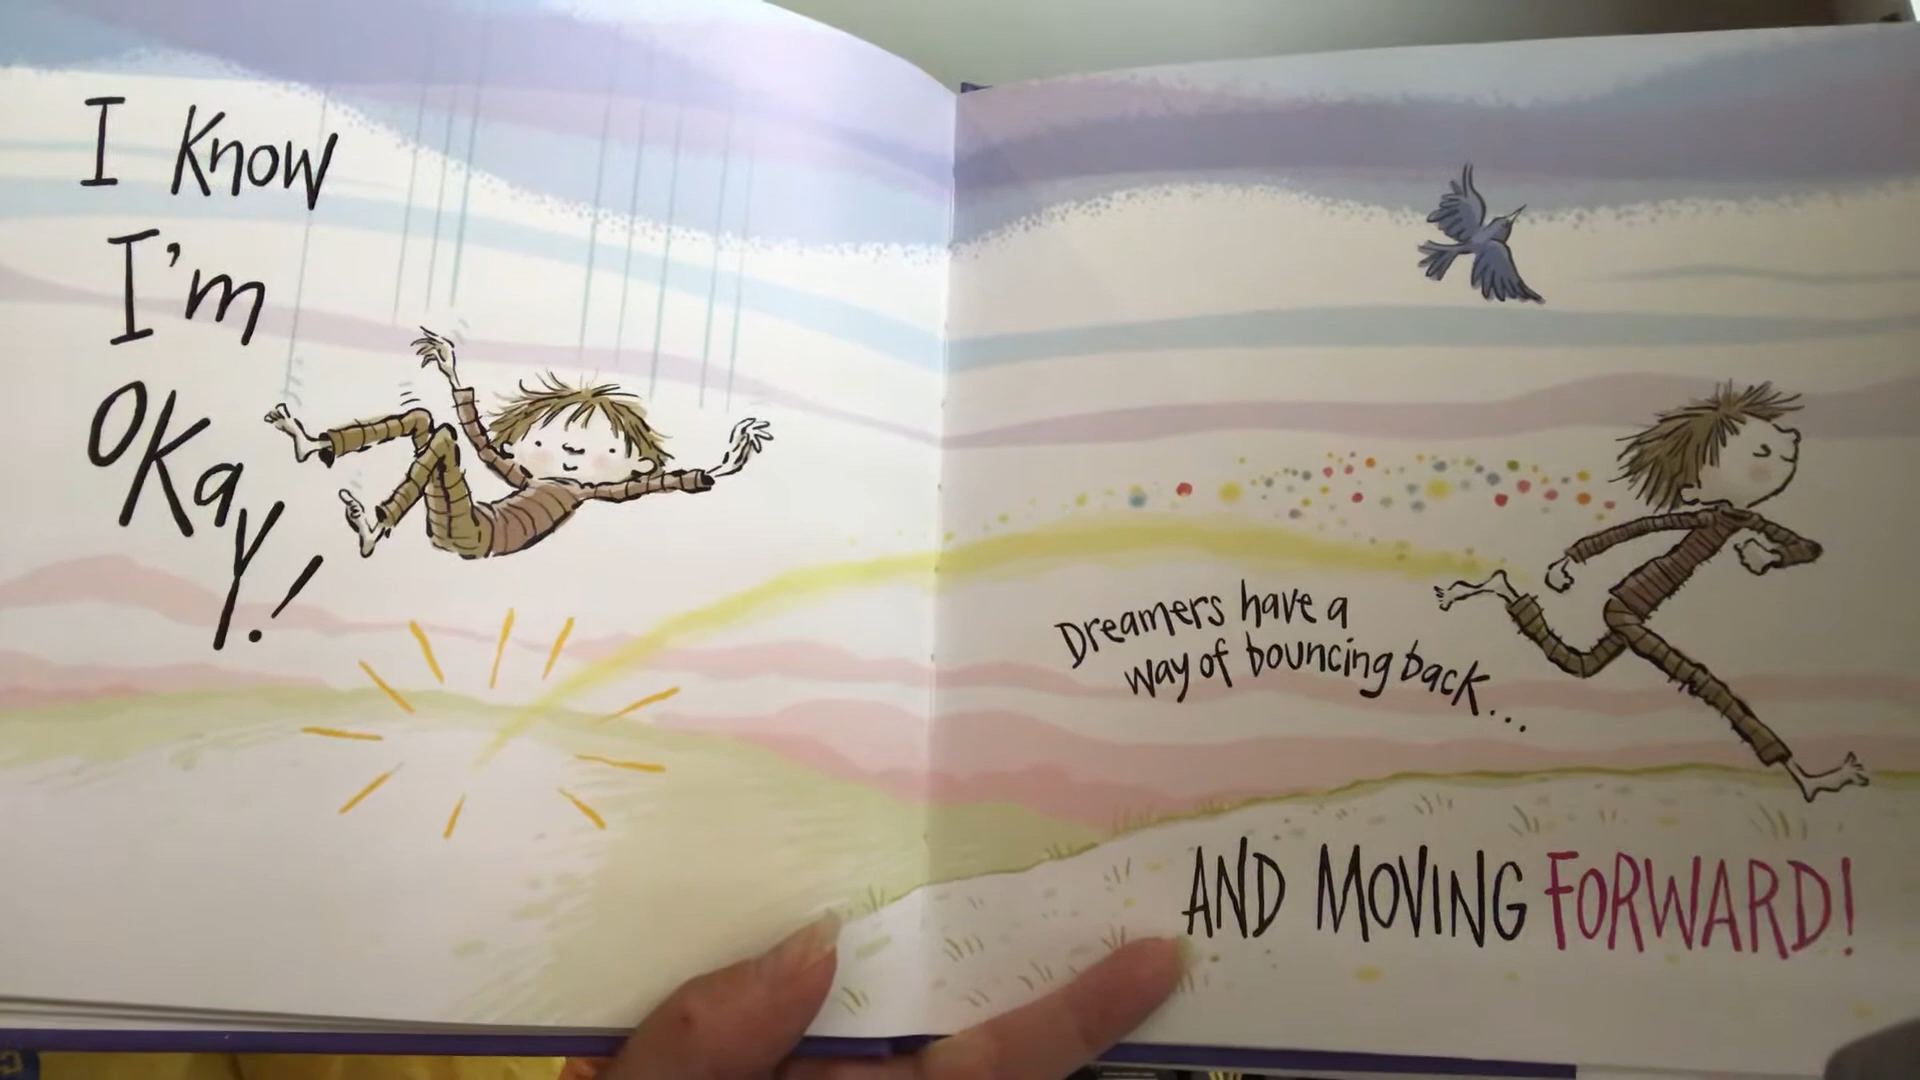 I Know
I'm
OKay!
Dreamers have a
way of bouncing back...
AND MOVING FORWARD!